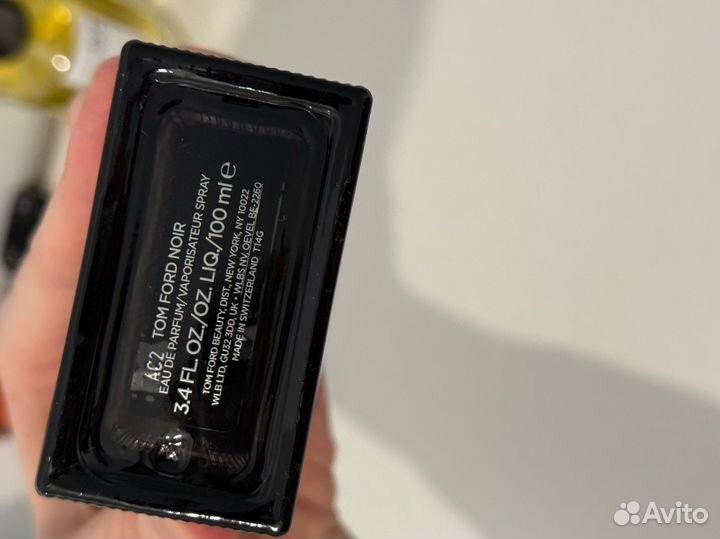 AC2 TOM FORD NOIR
EAU DE PARFUM/VAPORISATEUR SPRAY
3.4 FL. OZ./OZ. LIQ./100 ml ℮
TOM FORD BEAUTY, DIST, NEW YORK, NY 10022
WLB LTD, GU32 3DD, UK • WLBS NV, OEVEL BE-2260
MADE IN SWITZERLAND T14G
Avito